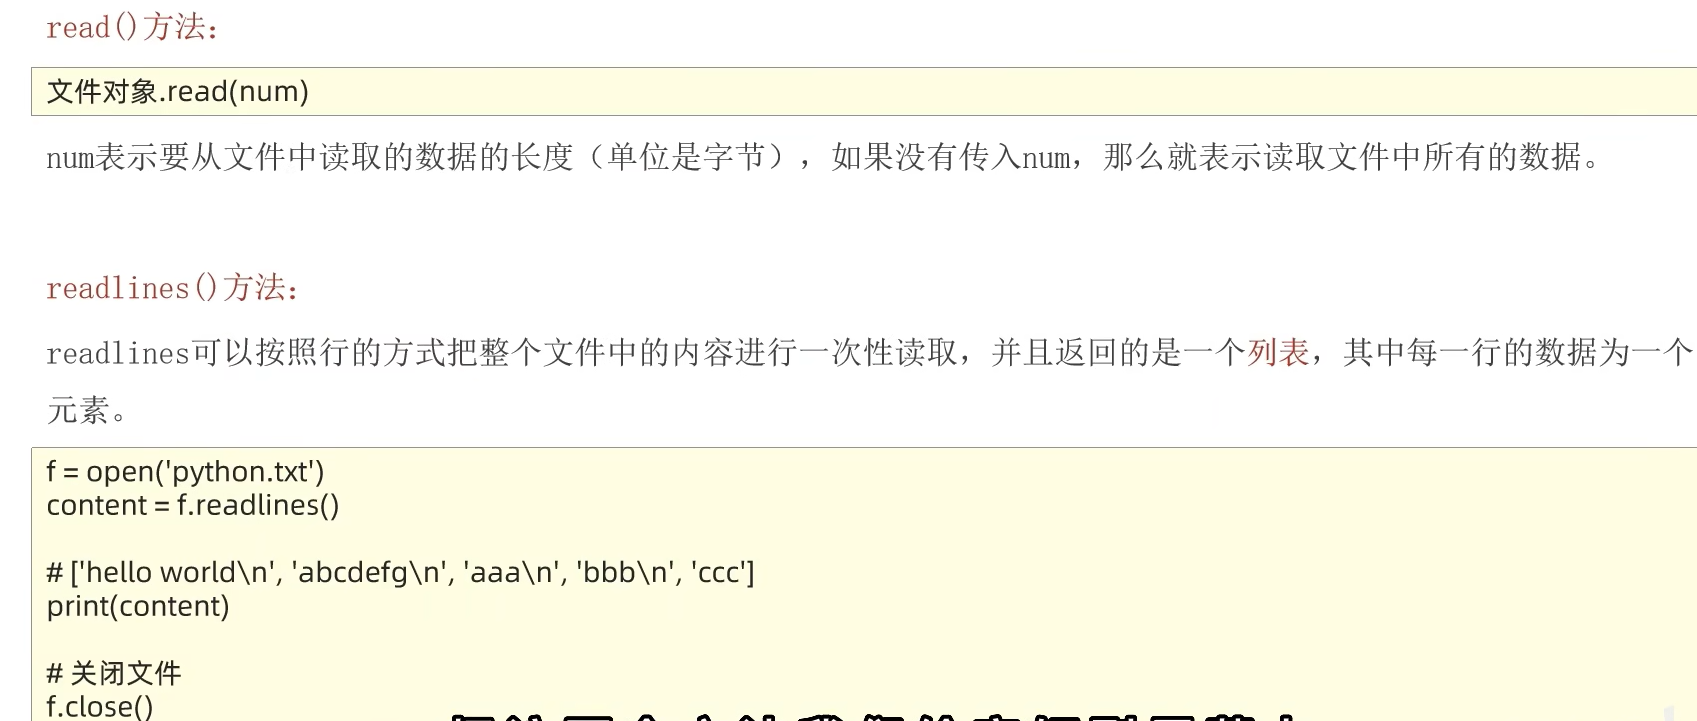 read()方法：
文件对象.read(num)
num表示要从文件中读取的数据的长度（单位是字节），如果没有传入num，那么就表示读取文件中所有的数据。
readlines()方法：
readlines可以按照行的方式把整个文件中的内容进行一次性读取，并且返回的是一个列表，其中每一行的数据为一个
元素。
f = open('python.txt')
content = f.readlines()
# ['hello world\n', 'abcdefg\n', 'aaa\n', 'bbb\n', 'ccc']
print(content)
# 关闭文件
f.close()